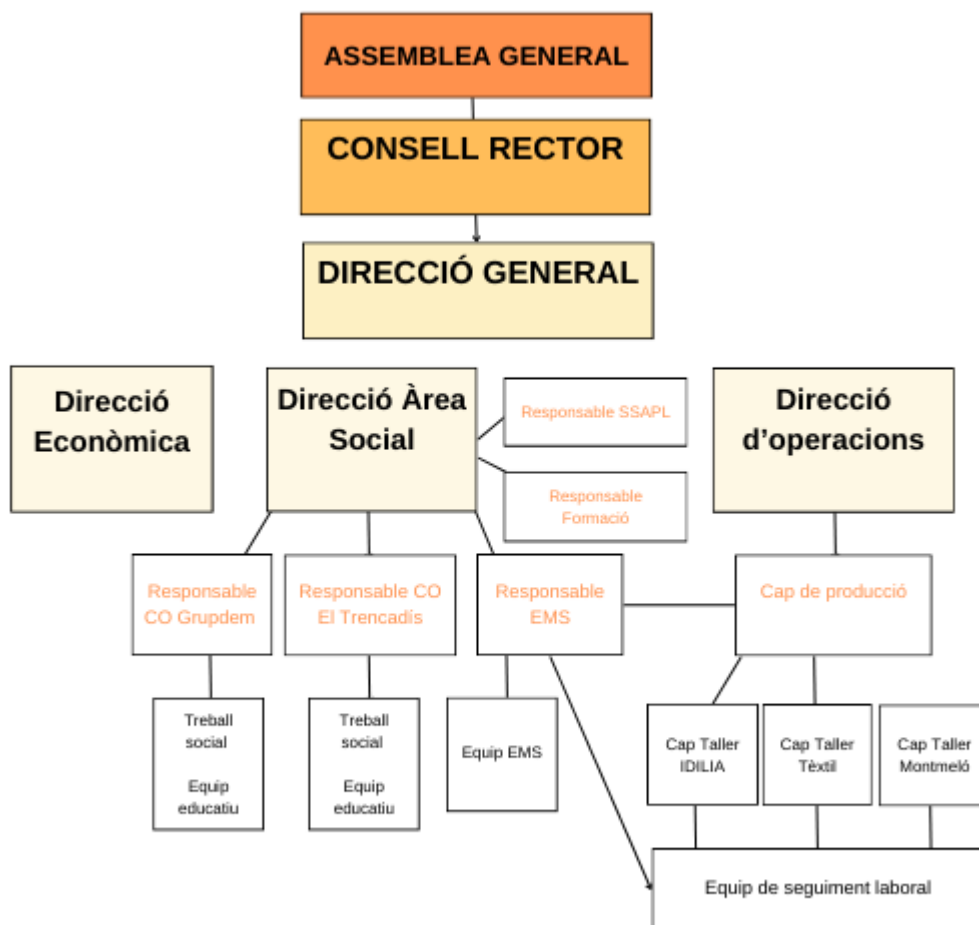 ASSEMBLEA GENERAL
CONSELL RECTOR
DIRECCIÓ GENERAL
Direcció
Econòmica
Direcció Àrea
Social
Responsable SSAPL
Responsable
Formació
Direcció
d’operacions
Responsable
CO Grupdem
Responsable CO
El Trencadís
Responsable
EMS
Cap de producció
Treball
social
Equip
educatiu
Treball
social
Equip
educatiu
Equip EMS
Cap Taller
IDILIA
Cap Taller
Tèxtil
Cap Taller
Montmeló
Equip de seguiment laboral